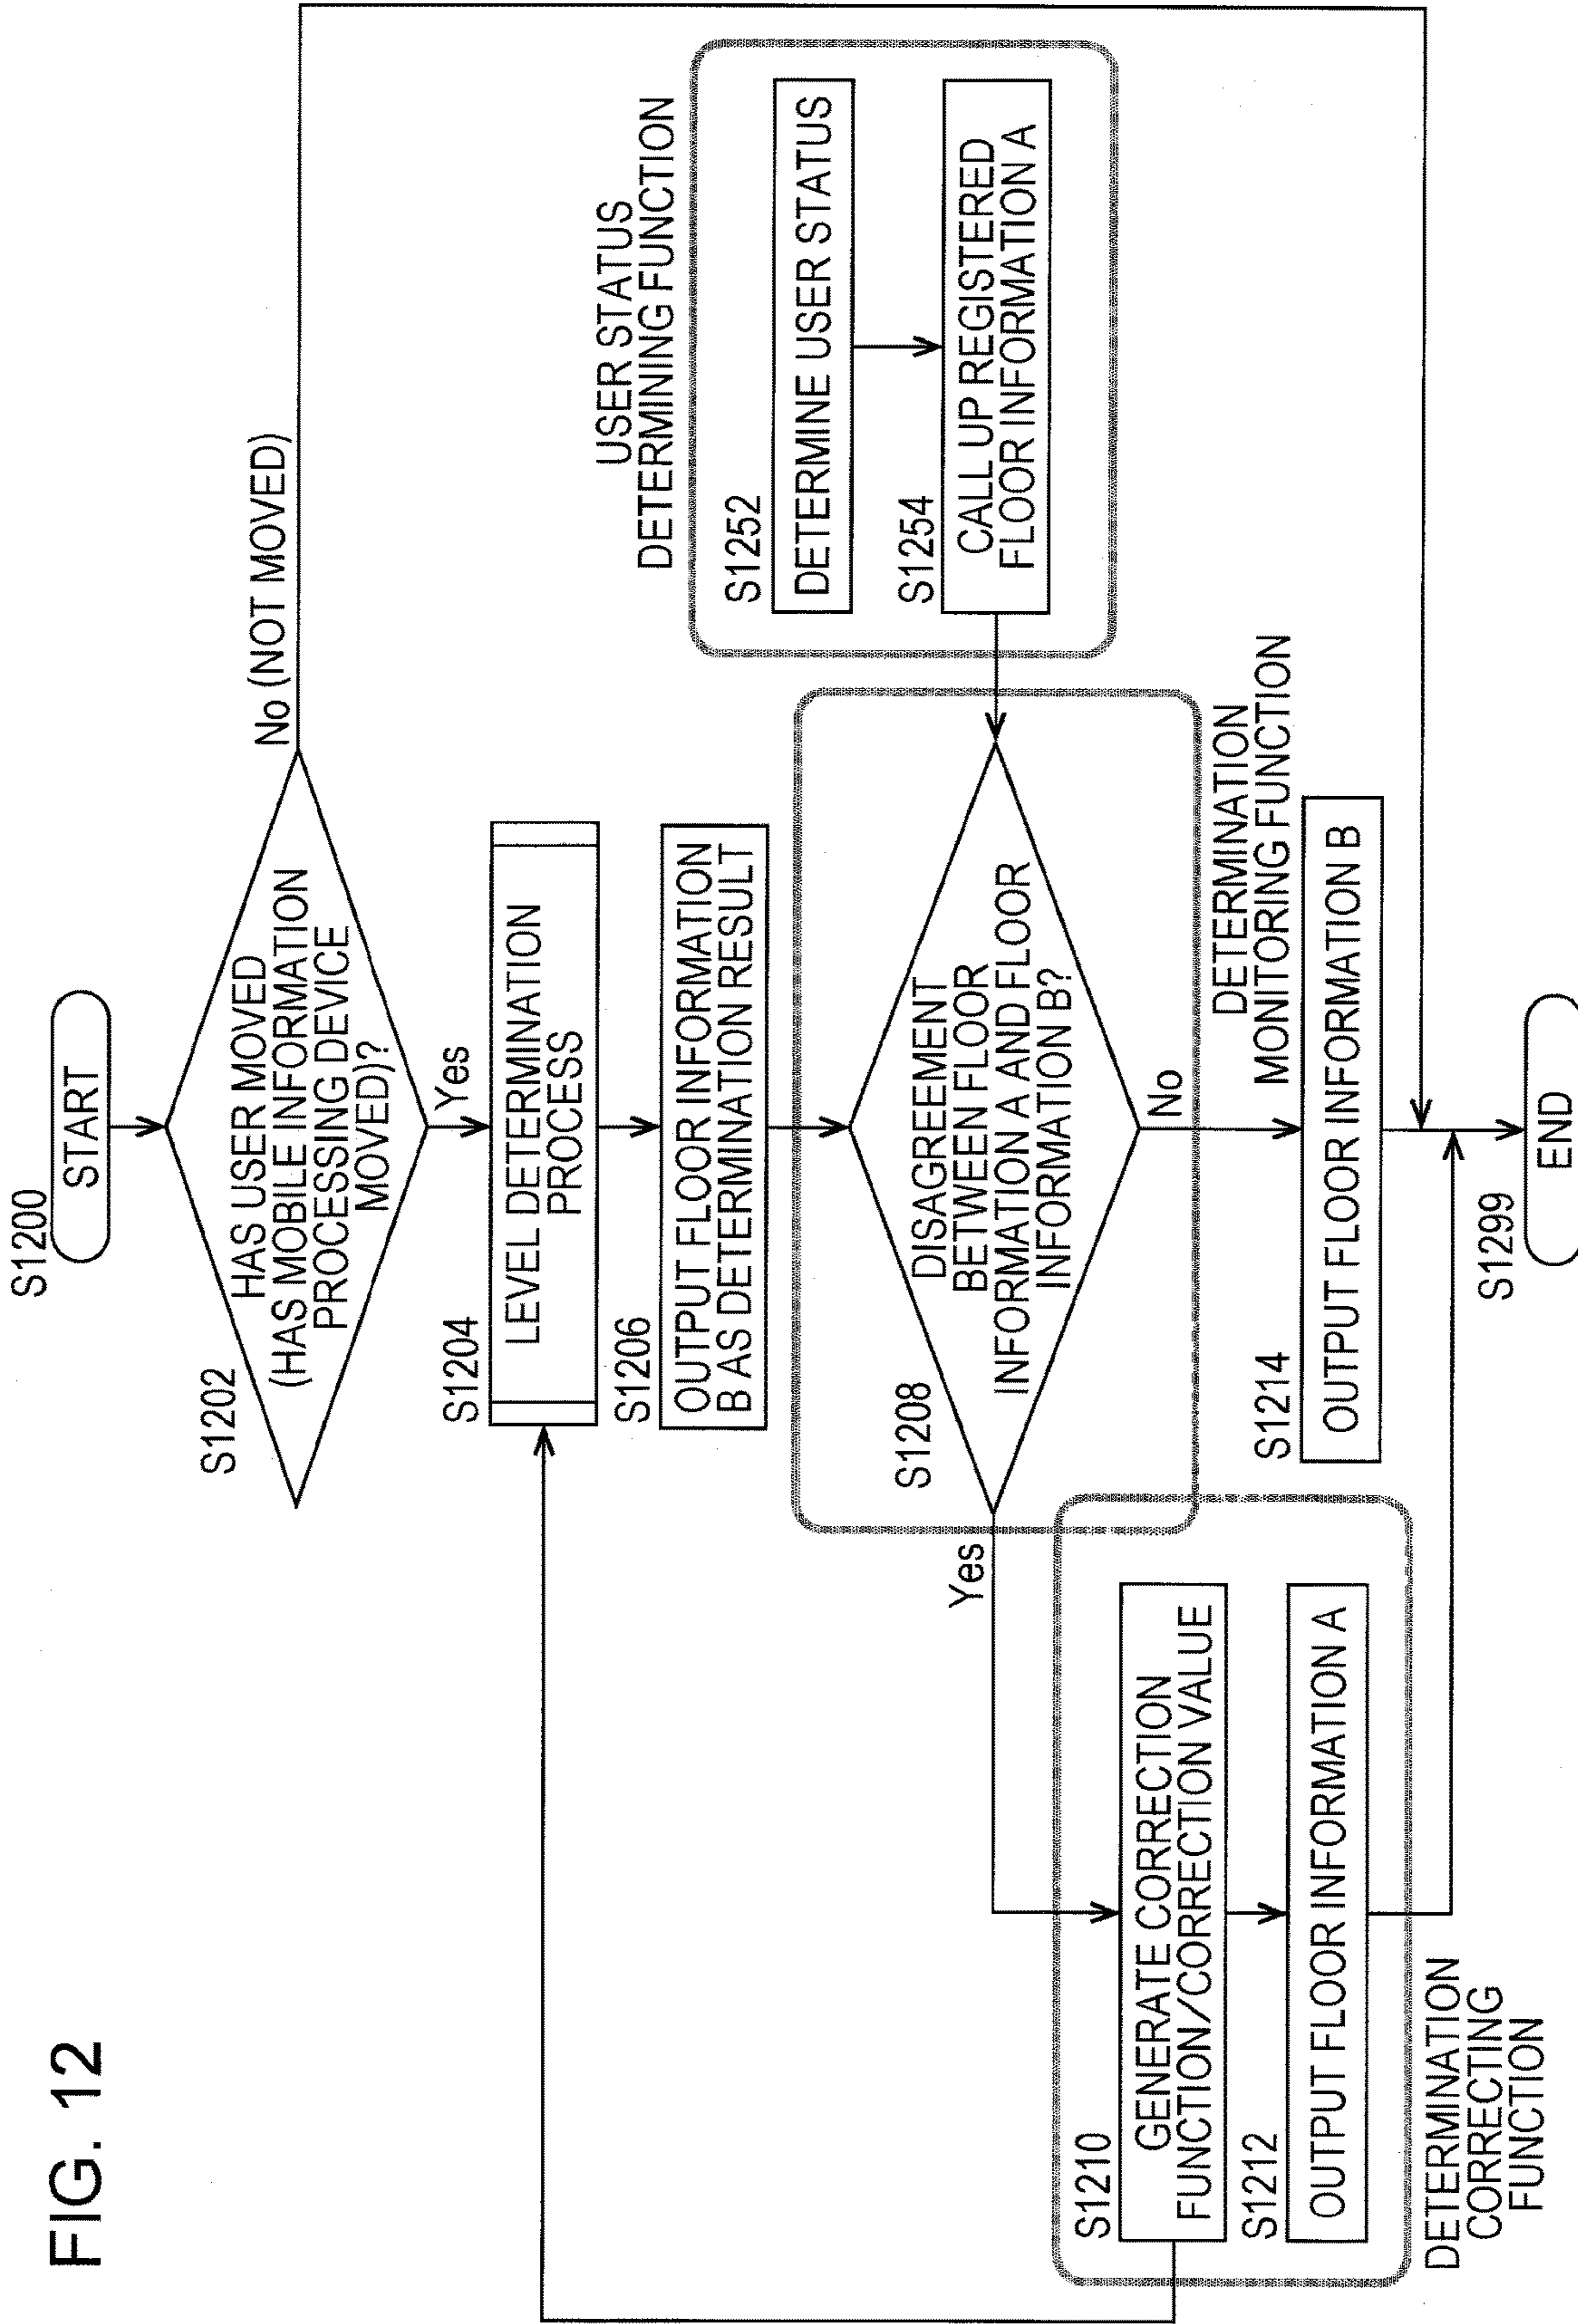 FIG. 12
S1200
START
S1202
HAS USER MOVED
(HAS MOBILE INFORMATION
PROCESSING DEVICE
MOVED)?
No (NOT MOVED)
Yes
S1204
LEVEL DETERMINATION
PROCESS
S1206
OUTPUT FLOOR INFORMATION
B AS DETERMINATION RESULT
USER STATUS
DETERMINING FUNCTION
S1252
DETERMINE USER STATUS
S1254
CALL UP REGISTERED
FLOOR INFORMATION A
S1208
DISAGREEMENT
BETWEEN FLOOR
INFORMATION A AND FLOOR
INFORMATION B?
Yes
No
DETERMINATION
MONITORING FUNCTION
S1210
GENERATE CORRECTION
FUNCTION/CORRECTION VALUE
S1212
OUTPUT FLOOR INFORMATION A
S1214
OUTPUT FLOOR INFORMATION B
DETERMINATION
CORRECTING
FUNCTION
S1299
END